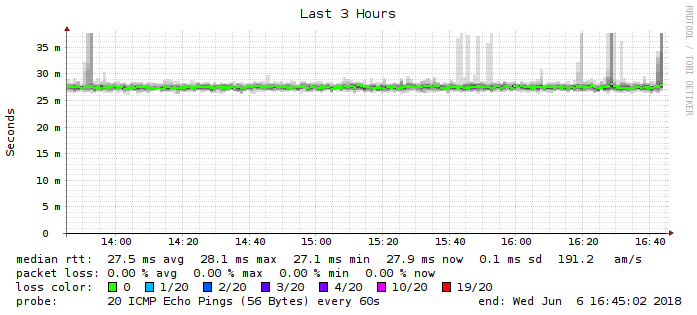 Last 3 Hours
RRDTOOL / TOBI OETIKER
Seconds
35 m
30 m
25 m
20 m
15 m
10 m
5 m
0
14:00 14:20 14:40 15:00 15:20 15:40 16:00 16:20 16:40
median rtt: 27.5 ms avg 28.1 ms max 27.1 ms min 27.9 ms now 0.1 ms sd 191.2 am/s
packet loss: 0.00 % avg 0.00 % max 0.00 % min 0.00 % now
loss color: 0 1/20 2/20 3/20 4/20 10/20 19/20
probe: 20 ICMP Echo Pings (56 Bytes) every 60s end: Wed Jun 6 16:45:02 2018